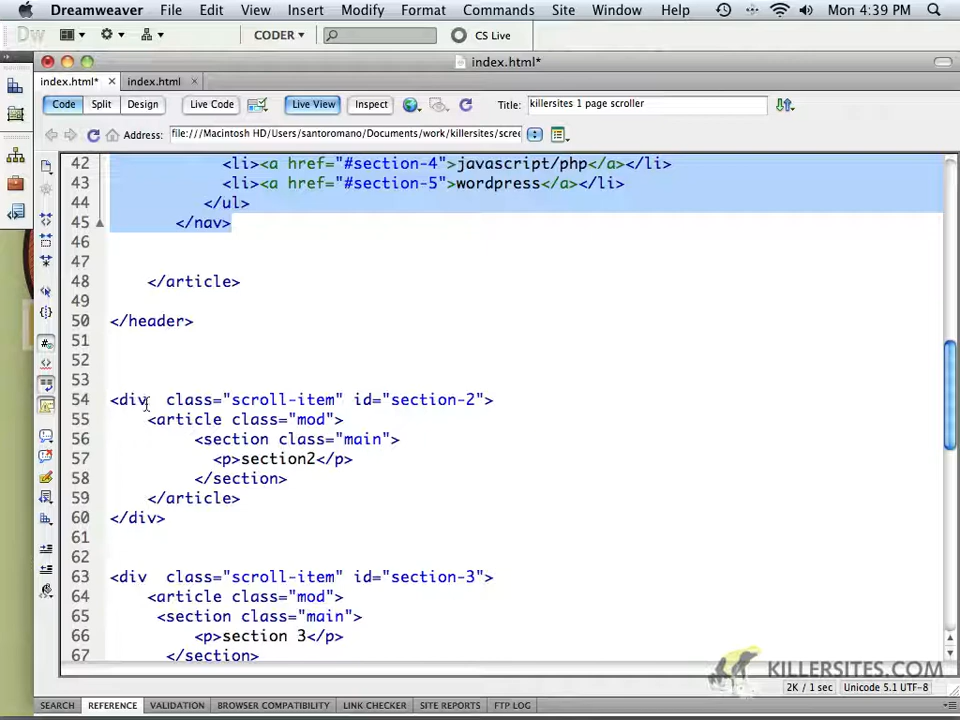 Dreamweaver File Edit View Insert Modify Format Commands Site Window Help Mon 4:39 PM
Dw CODER CS Live
index.html*
index.html* index.html
Code Split Design Live Code Live View Inspect Title: killersites 1 page scroller
Address: file:///Macintosh HD/Users/santoromano/Documents/work/killersites/scree
42 <li><a href="#section-4">javascript/php</a></li>
43 <li><a href="#section-5">wordpress</a></li>
44 </ul>
45 </nav>
46
47
48 </article>
49
50 </header>
51
52
53
54 <div class="scroll-item" id="section-2">
55 <article class="mod">
56 <section class="main">
57 <p>section2</p>
58 </section>
59 </article>
60 </div>
61
62
63 <div class="scroll-item" id="section-3">
64 <article class="mod">
65 <section class="main">
66 <p>section 3</p>
67 </section>
KILLERSITES.COM
2K / 1 sec Unicode 5.1 UTF-8
SEARCH REFERENCE VALIDATION BROWSER COMPATIBILITY LINK CHECKER SITE REPORTS FTP LOG